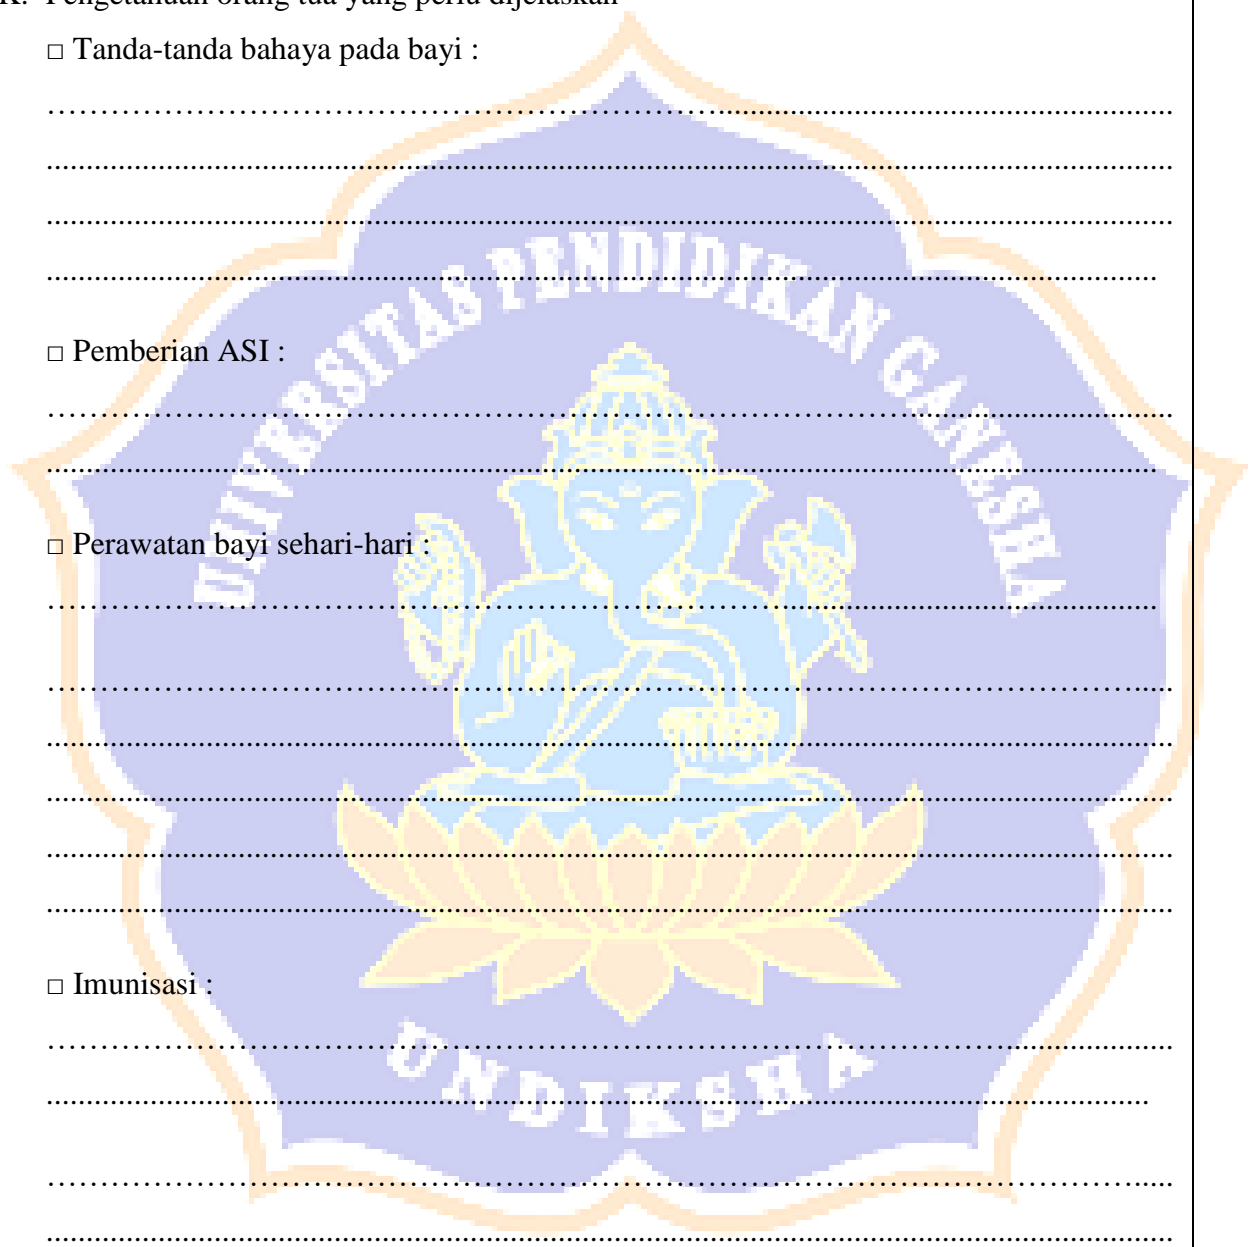 K. Pengetahuan orang tua yang perlu dijelaskan
□ Tanda-tanda bahaya pada bayi :
................................................................................
................................................................................
................................................................................
................................................................................
UNIVERSITAS PENDIDIKAN GANESHA
□ Pemberian ASI :
................................................................................
................................................................................
□ Perawatan bayi sehari-hari :
................................................................................
................................................................................
................................................................................
................................................................................
................................................................................
................................................................................
□ Imunisasi :
................................................................................
UNDIKSHA
................................................................................
................................................................................
................................................................................